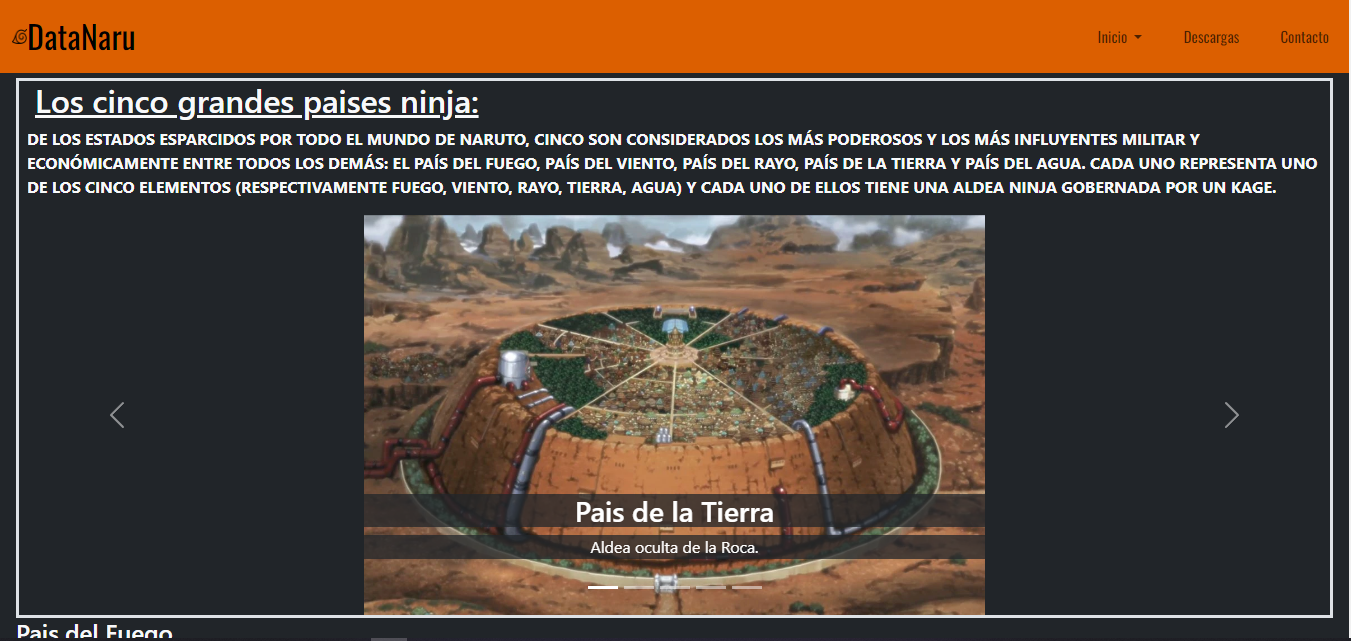 DataNaru
Inicio
Descargas
Contacto
Los cinco grandes paises ninja:
DE LOS ESTADOS ESPARCIDOS POR TODO EL MUNDO DE NARUTO, CINCO SON CONSIDERADOS LOS MÁS PODEROSOS Y LOS MÁS INFLUYENTES MILITAR Y
ECONÓMICAMENTE ENTRE TODOS LOS DEMÁS: EL PAÍS DEL FUEGO, PAÍS DEL VIENTO, PAÍS DEL RAYO, PAÍS DE LA TIERRA Y PAÍS DEL AGUA. CADA UNO REPRESENTA UNO
DE LOS CINCO ELEMENTOS (RESPECTIVAMENTE FUEGO, VIENTO, RAYO, TIERRA, AGUA) Y CADA UNO DE ELLOS TIENE UNA ALDEA NINJA GOBERNADA POR UN KAGE.
Pais de la Tierra
Aldea oculta de la Roca.
Pais del Fuego